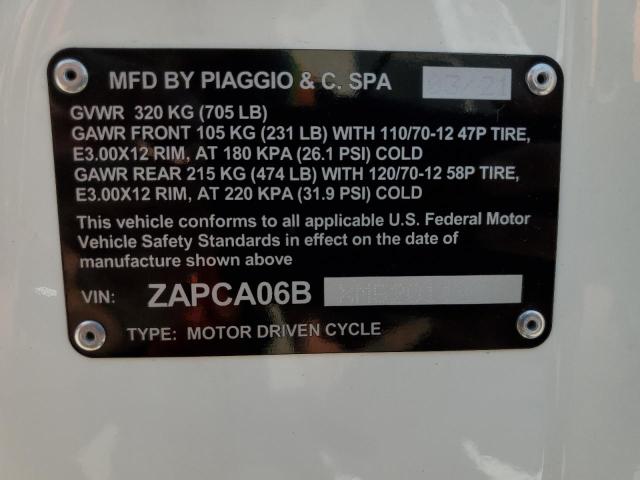 MFD BY PIAGGIO & C. SPA 03/21
GVWR 320 KG (705 LB)
GAWR FRONT 105 KG (231 LB) WITH 110/70-12 47P TIRE,
E3.00X12 RIM, AT 180 KPA (26.1 PSI) COLD
GAWR REAR 215 KG (474 LB) WITH 120/70-12 58P TIRE,
E3.00X12 RIM, AT 220 KPA (31.9 PSI) COLD
This vehicle conforms to all applicable U.S. Federal Motor
Vehicle Safety Standards in effect on the date of
manufacture shown above
VIN: ZAPCA06B
TYPE: MOTOR DRIVEN CYCLE